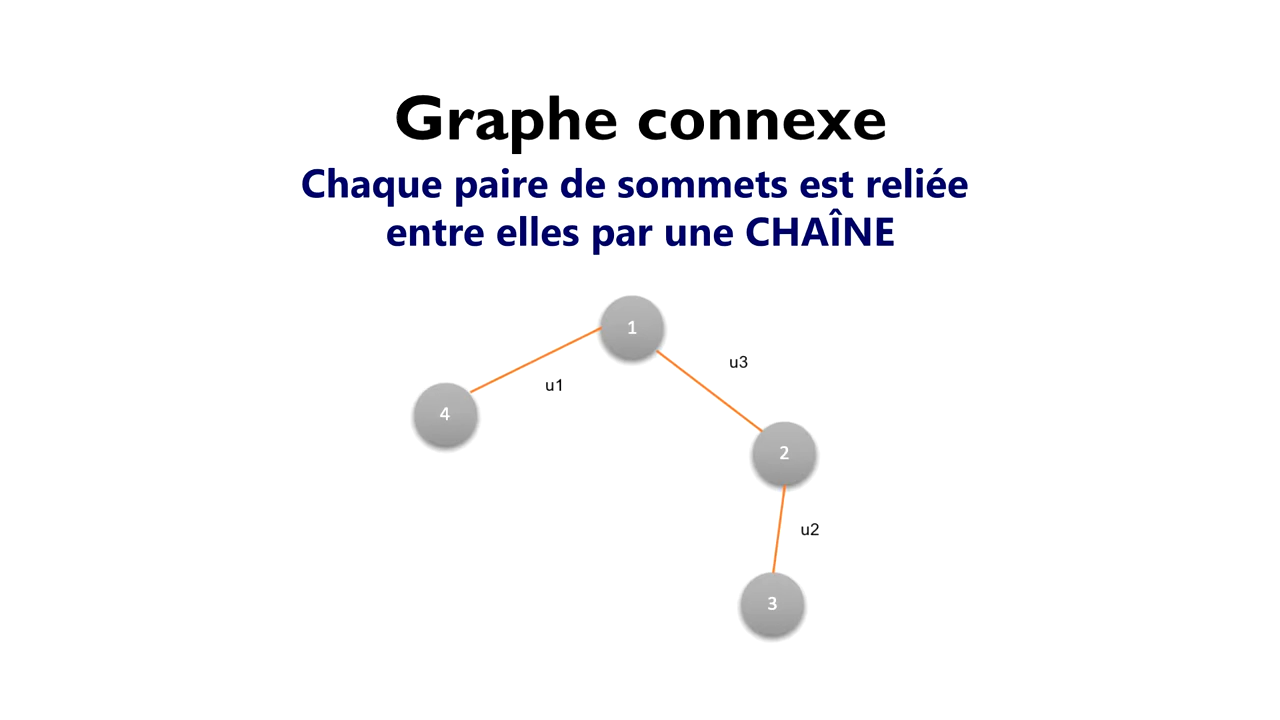 Graphe connexe
Chaque paire de sommets est reliée
entre elles par une CHAÎNE
1
u3
u1
4
2
u2
3